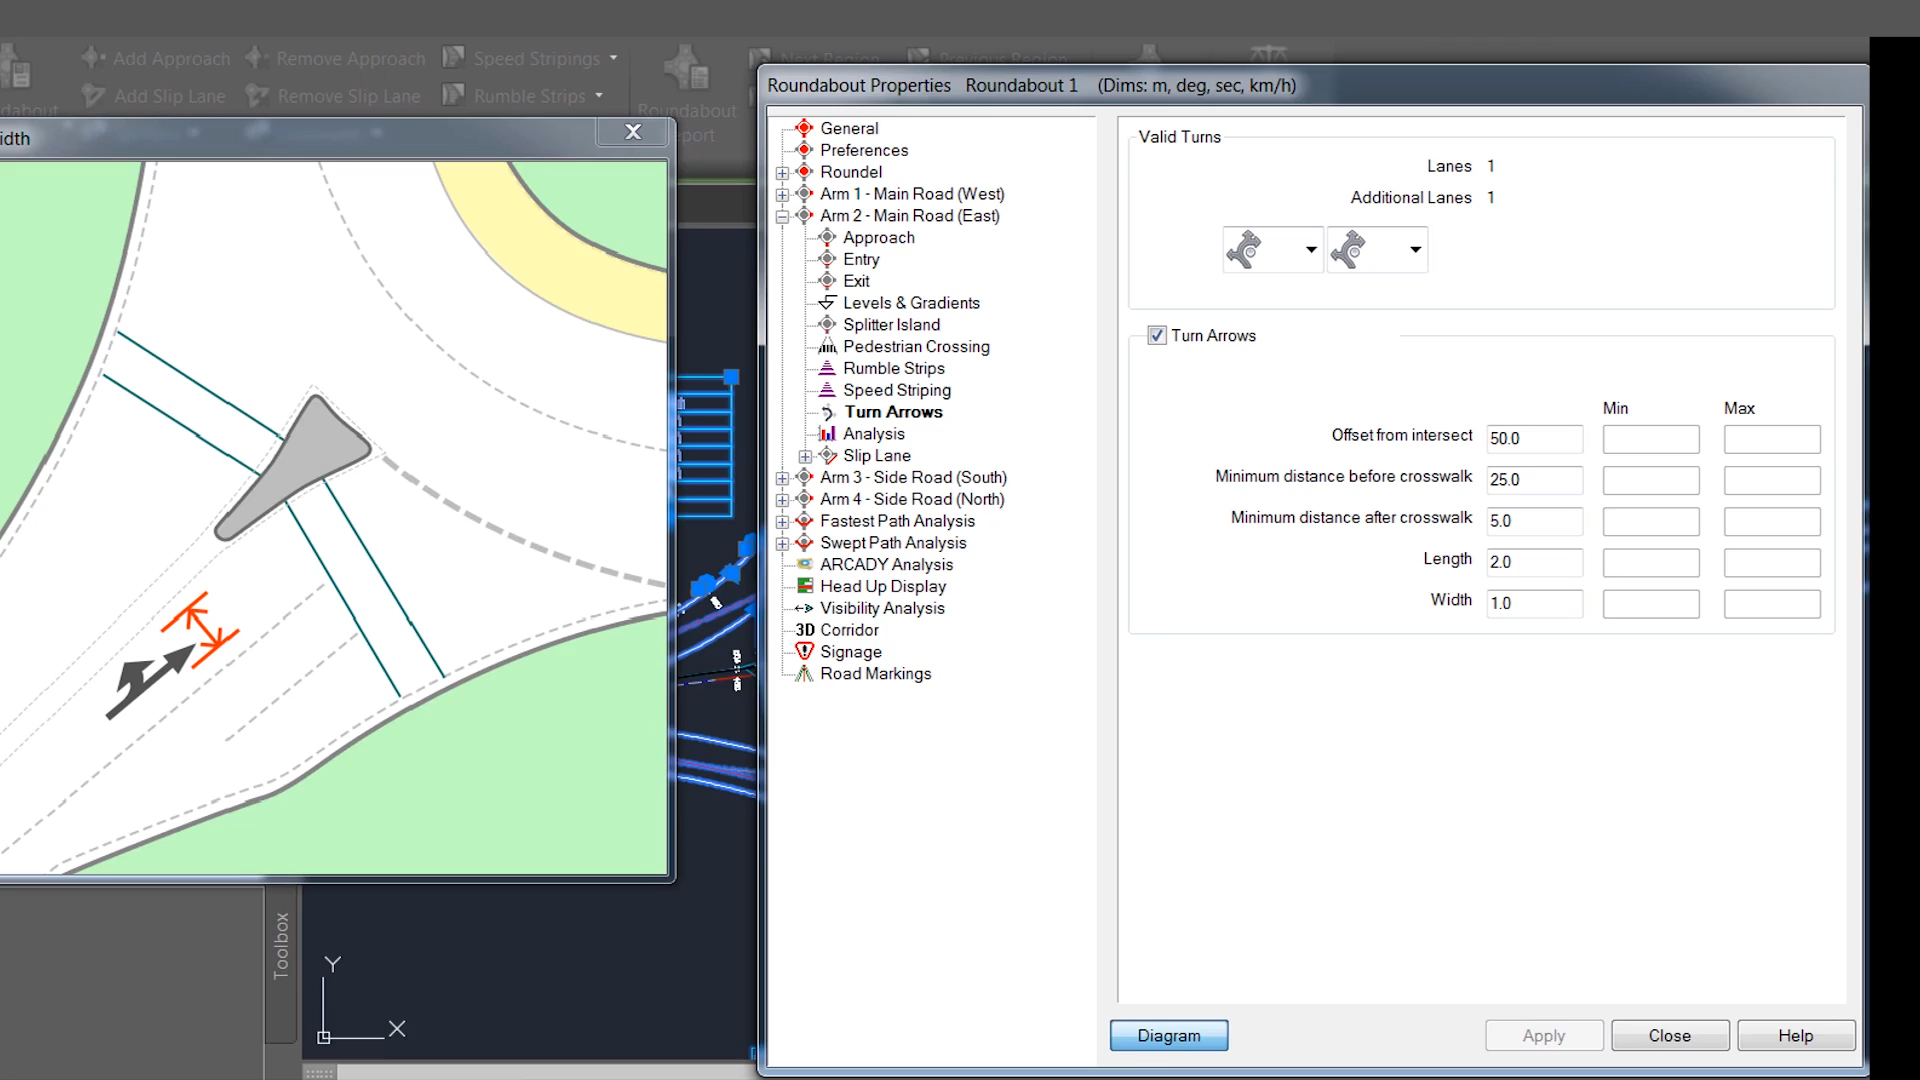 Add Approach
Remove Approach
Speed Stripings
Next Region
Previous Region
Add Slip Lane
Remove Slip Lane
Rumble Strips
Roundabout
idth
X
Roundabout Properties Roundabout 1 (Dims: m, deg, sec, km/h)
General
Preferences
Roundel
Arm 1 - Main Road (West)
Arm 2 - Main Road (East)
Approach
Entry
Exit
Levels & Gradients
Splitter Island
Pedestrian Crossing
Rumble Strips
Speed Striping
Turn Arrows
Analysis
Slip Lane
Arm 3 - Side Road (South)
Arm 4 - Side Road (North)
Fastest Path Analysis
Swept Path Analysis
ARCADY Analysis
Head Up Display
Visibility Analysis
3D Corridor
Signage
Road Markings
Valid Turns
Lanes 1
Additional Lanes 1
Turn Arrows
Min Max
Offset from intersect 50.0
Minimum distance before crosswalk 25.0
Minimum distance after crosswalk 5.0
Length 2.0
Width 1.0
Diagram
Apply
Close
Help
Toolbox
Y
X